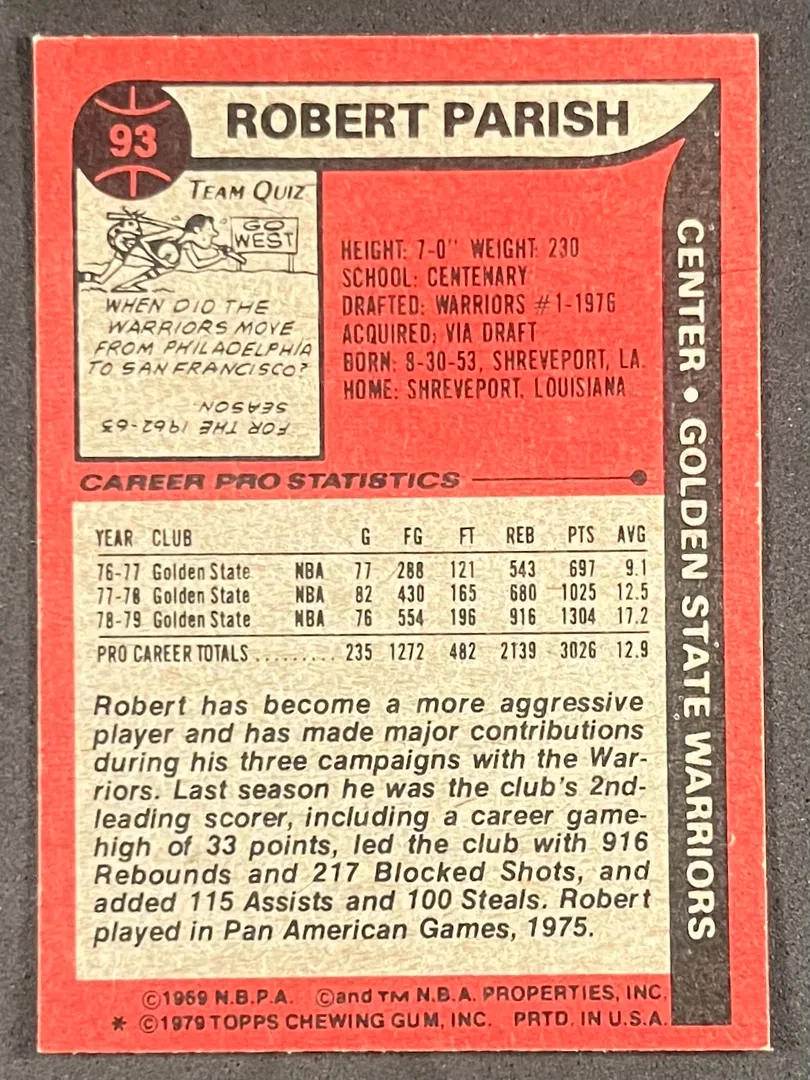 93
ROBERT PARISH
TEAM QUIZ
GO
WEST
WHEN DID THE
WARRIORS MOVE
FROM PHILADELPHIA
TO SAN FRANCISCO?
FOR THE 1962-63
SEASON
HEIGHT: 7-0" WEIGHT: 230
SCHOOL: CENTENARY
DRAFTED: WARRIORS #1-1976
ACQUIRED; VIA DRAFT
BORN: 8-30-53, SHREVEPORT, LA.
HOME: SHREVEPORT, LOUISIANA
CENTER • GOLDEN STATE WARRIORS
CAREER PRO STATISTICS
YEAR CLUB G FG FT REB PTS AVG
76-77 Golden State NBA 77 288 121 543 697 9.1
77-78 Golden State NBA 82 430 165 680 1025 12.5
78-79 Golden State NBA 76 554 196 916 1304 17.2
PRO CAREER TOTALS ......... 235 1272 482 2139 3026 12.9
Robert has become a more aggressive
player and has made major contributions
during his three campaigns with the War-
riors. Last season he was the club's 2nd-
leading scorer, including a career game-
high of 33 points, led the club with 916
Rebounds and 217 Blocked Shots, and
added 115 Assists and 100 Steals. Robert
played in Pan American Games, 1975.
©1969 N.B.P.A. ©and TM N.B.A. PROPERTIES, INC.
* ©1979 TOPPS CHEWING GUM, INC. PRTD. IN U.S.A.